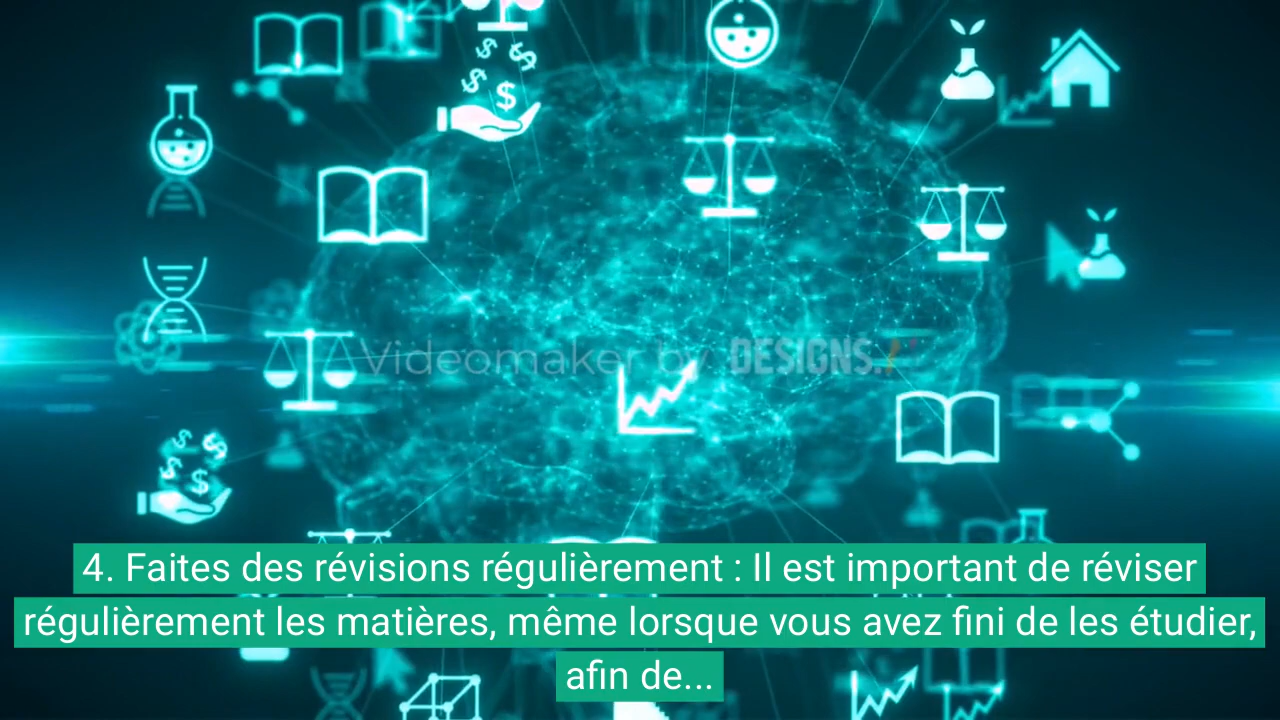 Videomaker by DESIGNS.
4. Faites des révisions régulièrement : Il est important de réviser
régulièrement les matières, même lorsque vous avez fini de les étudier,
afin de...